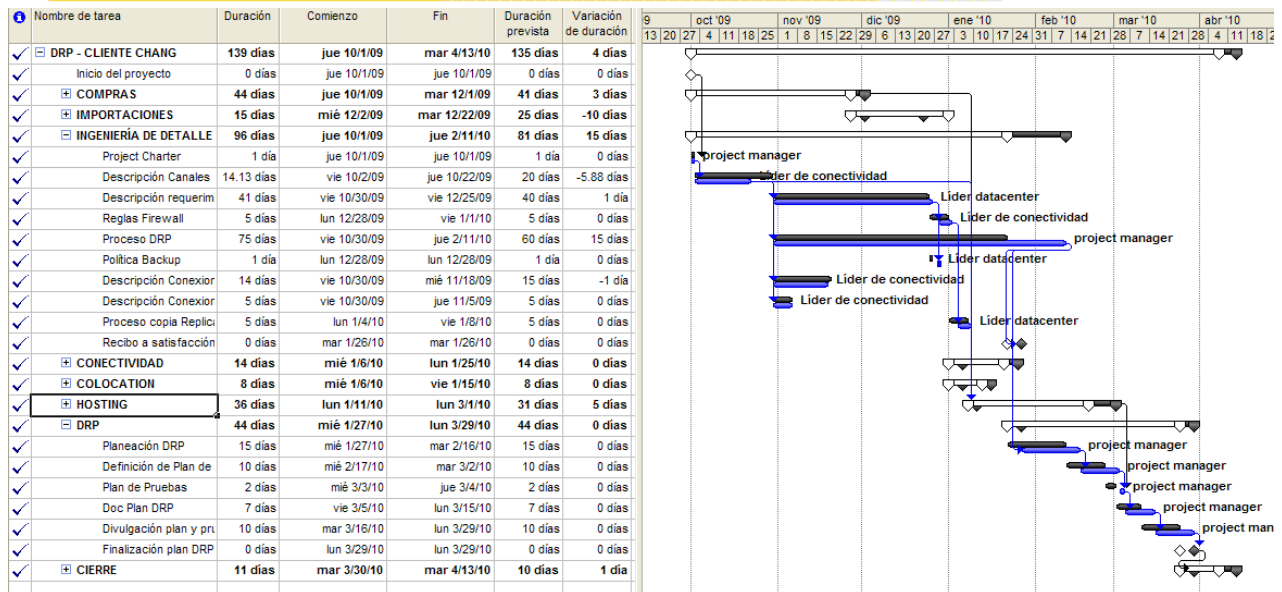 Nombre de tarea Duración Comienzo Fin Duración prevista Variación de duración
9 oct '09 nov '09 dic '09 ene '10 feb '10 mar '10 abr '10
13 20 27 4 11 18 25 1 8 15 22 29 6 13 20 27 3 10 17 24 31 7 14 21 28 7 14 21 28 4 11 18
DRP - CLIENTE CHANG 139 días jue 10/1/09 mar 4/13/10 135 días 4 días
Inicio del proyecto 0 días jue 10/1/09 jue 10/1/09 0 días 0 días
COMPRAS 44 días jue 10/1/09 mar 12/1/09 41 días 3 días
IMPORTACIONES 15 días mié 12/2/09 mar 12/22/09 25 días -10 días
INGENIERÍA DE DETALLE 96 días jue 10/1/09 jue 2/11/10 81 días 15 días
Project Charter 1 día jue 10/1/09 jue 10/1/09 1 día 0 días project manager
Descripción Canales 14.13 días vie 10/2/09 jue 10/22/09 20 días -5.88 días Líder de conectividad
Descripción requerim 41 días vie 10/30/09 vie 12/25/09 40 días 1 día Líder datacenter
Reglas Firewall 5 días lun 12/28/09 vie 1/1/10 5 días 0 días Líder de conectividad
Proceso DRP 75 días vie 10/30/09 jue 2/11/10 60 días 15 días project manager
Política Backup 1 día lun 12/28/09 lun 12/28/09 1 día 0 días Líder datacenter
Descripción Conexior 14 días vie 10/30/09 mié 11/18/09 15 días -1 día Líder de conectividad
Descripción Conexior 5 días vie 10/30/09 jue 11/5/09 5 días 0 días Líder de conectividad
Proceso copia Replic 5 días lun 1/4/10 vie 1/8/10 5 días 0 días Líder datacenter
Recibo a satisfacción 0 días mar 1/26/10 mar 1/26/10 0 días 0 días
CONECTIVIDAD 14 días mié 1/6/10 lun 1/25/10 14 días 0 días
COLOCATION 8 días mié 1/6/10 vie 1/15/10 8 días 0 días
HOSTING 36 días lun 1/11/10 lun 3/1/10 31 días 5 días
DRP 44 días mié 1/27/10 lun 3/29/10 44 días 0 días
Planeación DRP 15 días mié 1/27/10 mar 2/16/10 15 días 0 días project manager
Definición de Plan de 10 días mié 2/17/10 mar 3/2/10 10 días 0 días project manager
Plan de Pruebas 2 días mié 3/3/10 jue 3/4/10 2 días 0 días project manager
Doc Plan DRP 7 días vie 3/5/10 lun 3/15/10 7 días 0 días project manager
Divulgación plan y pru 10 días mar 3/16/10 lun 3/29/10 10 días 0 días project man
Finalización plan DRP 0 días lun 3/29/10 lun 3/29/10 0 días 0 días
CIERRE 11 días mar 3/30/10 mar 4/13/10 10 días 1 día